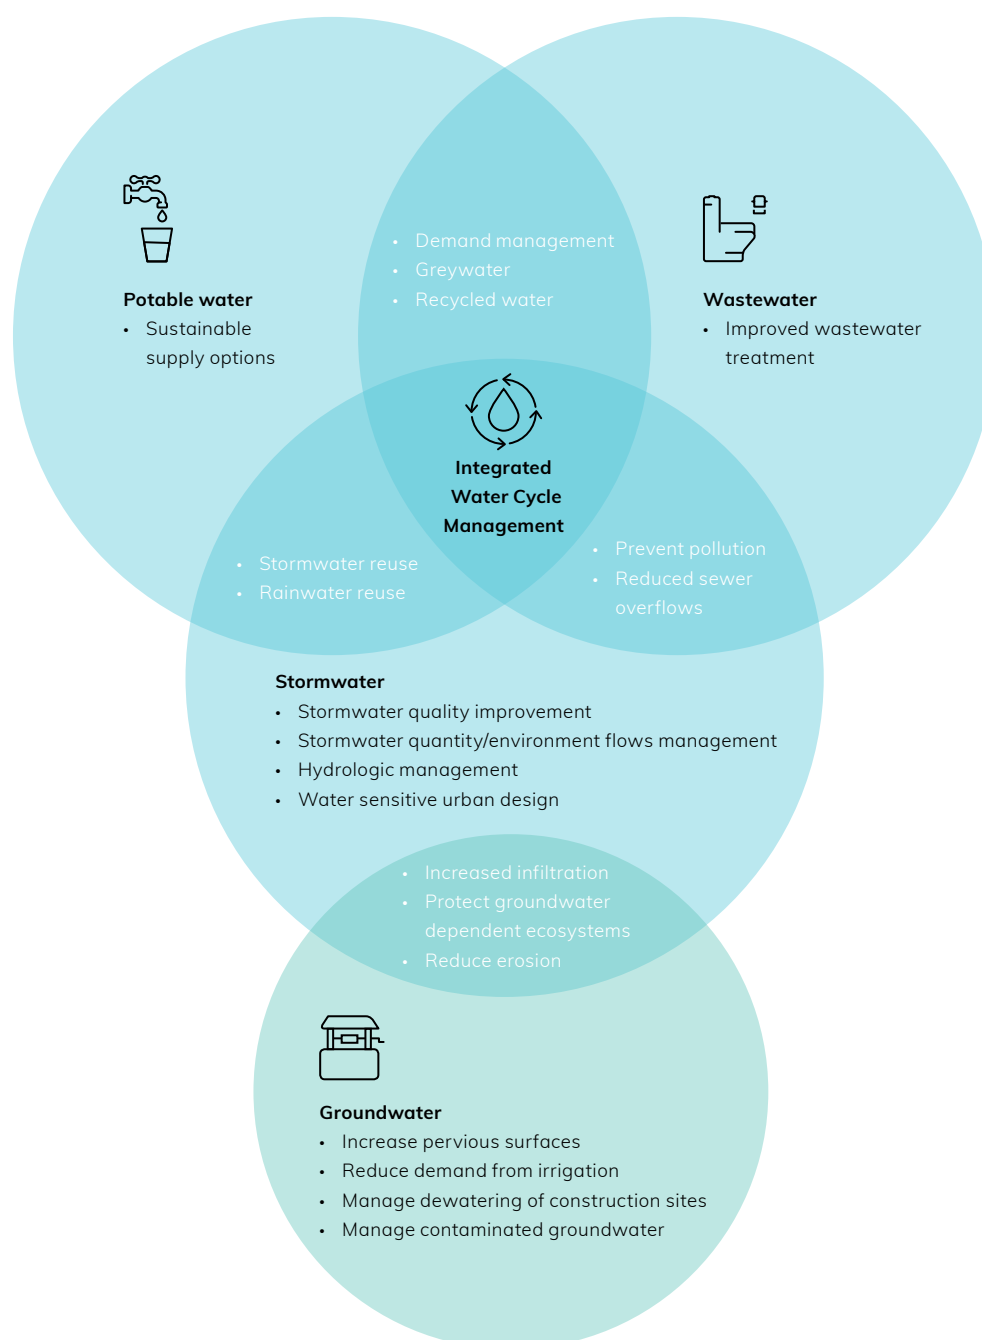 • Demand management
• Greywater
• Recycled water
Potable water
• Sustainable
supply options
Wastewater
• Improved wastewater
treatment
Integrated
Water Cycle
Management
• Stormwater reuse
• Rainwater reuse
• Prevent pollution
• Reduced sewer
overflows
Stormwater
• Stormwater quality improvement
• Stormwater quantity/environment flows management
• Hydrologic management
• Water sensitive urban design
• Increased infiltration
• Protect groundwater
dependent ecosystems
• Reduce erosion
Groundwater
• Increase pervious surfaces
• Reduce demand from irrigation
• Manage dewatering of construction sites
• Manage contaminated groundwater